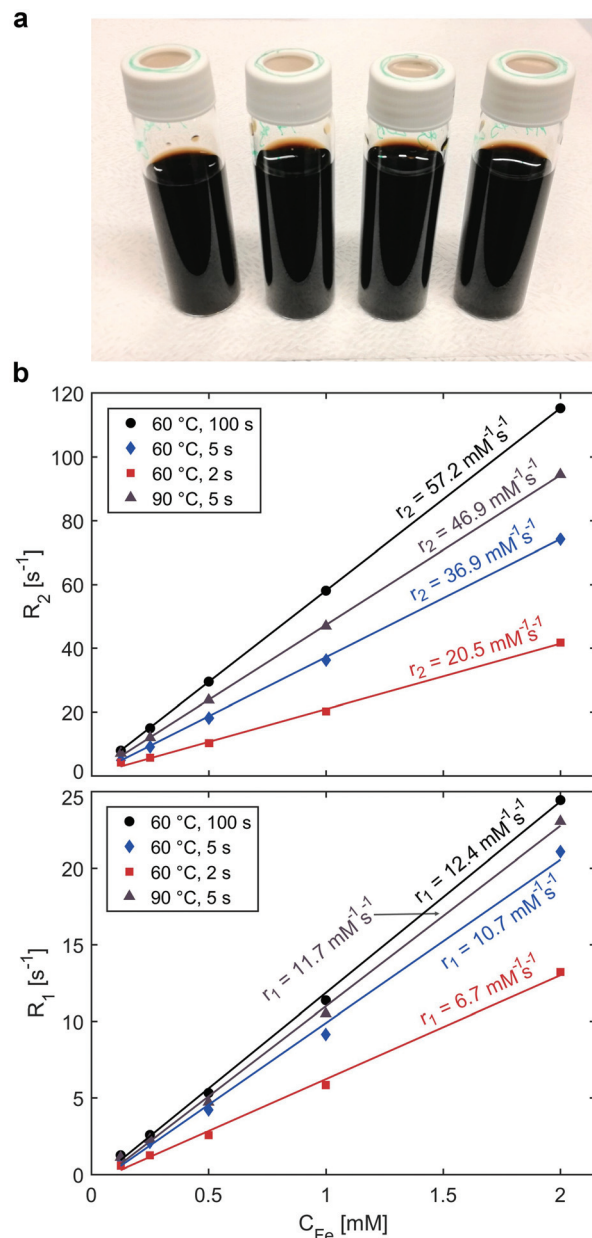 a
b
120
100
80
60
40
20
0
R₂ [s⁻¹]
60 °C, 100 s
60 °C, 5 s
60 °C, 2 s
90 °C, 5 s
r₂ = 57.2 mM⁻¹s⁻¹
r₂ = 46.9 mM⁻¹s⁻¹
r₂ = 36.9 mM⁻¹s⁻¹
r₂ = 20.5 mM⁻¹s⁻¹
25
20
15
10
5
0
R₁ [s⁻¹]
60 °C, 100 s
60 °C, 5 s
60 °C, 2 s
90 °C, 5 s
r₁ = 12.4 mM⁻¹s⁻¹
r₁ = 11.7 mM⁻¹s⁻¹
r₁ = 10.7 mM⁻¹s⁻¹
r₁ = 6.7 mM⁻¹s⁻¹
0 0.5 1 1.5 2
C_Fe [mM]